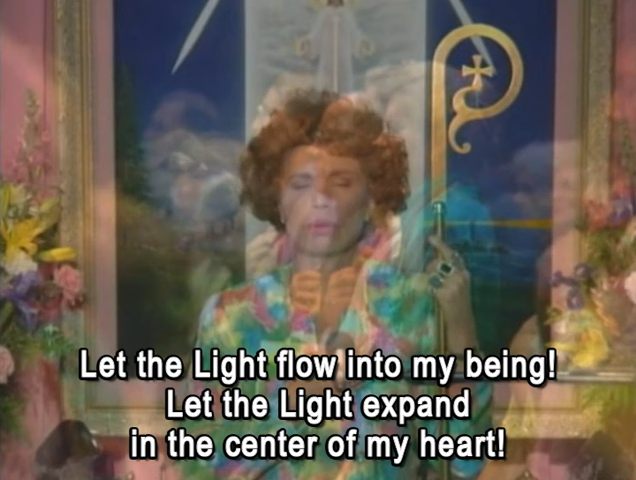 Let the Light flow into my being!
Let the Light expand
in the center of my heart!